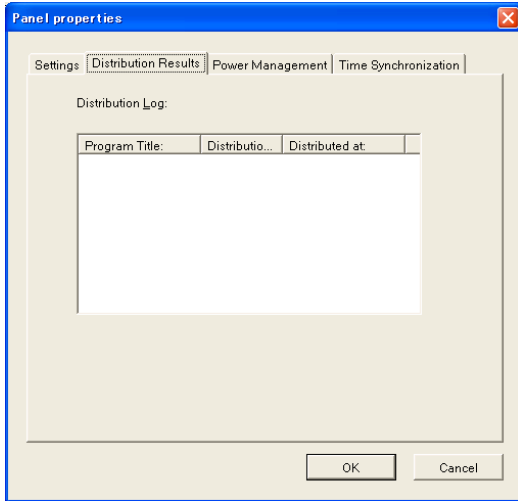 Panel properties
Settings Distribution Results Power Management Time Synchronization
Distribution Log:
Program Title: Distributio... Distributed at:
OK Cancel